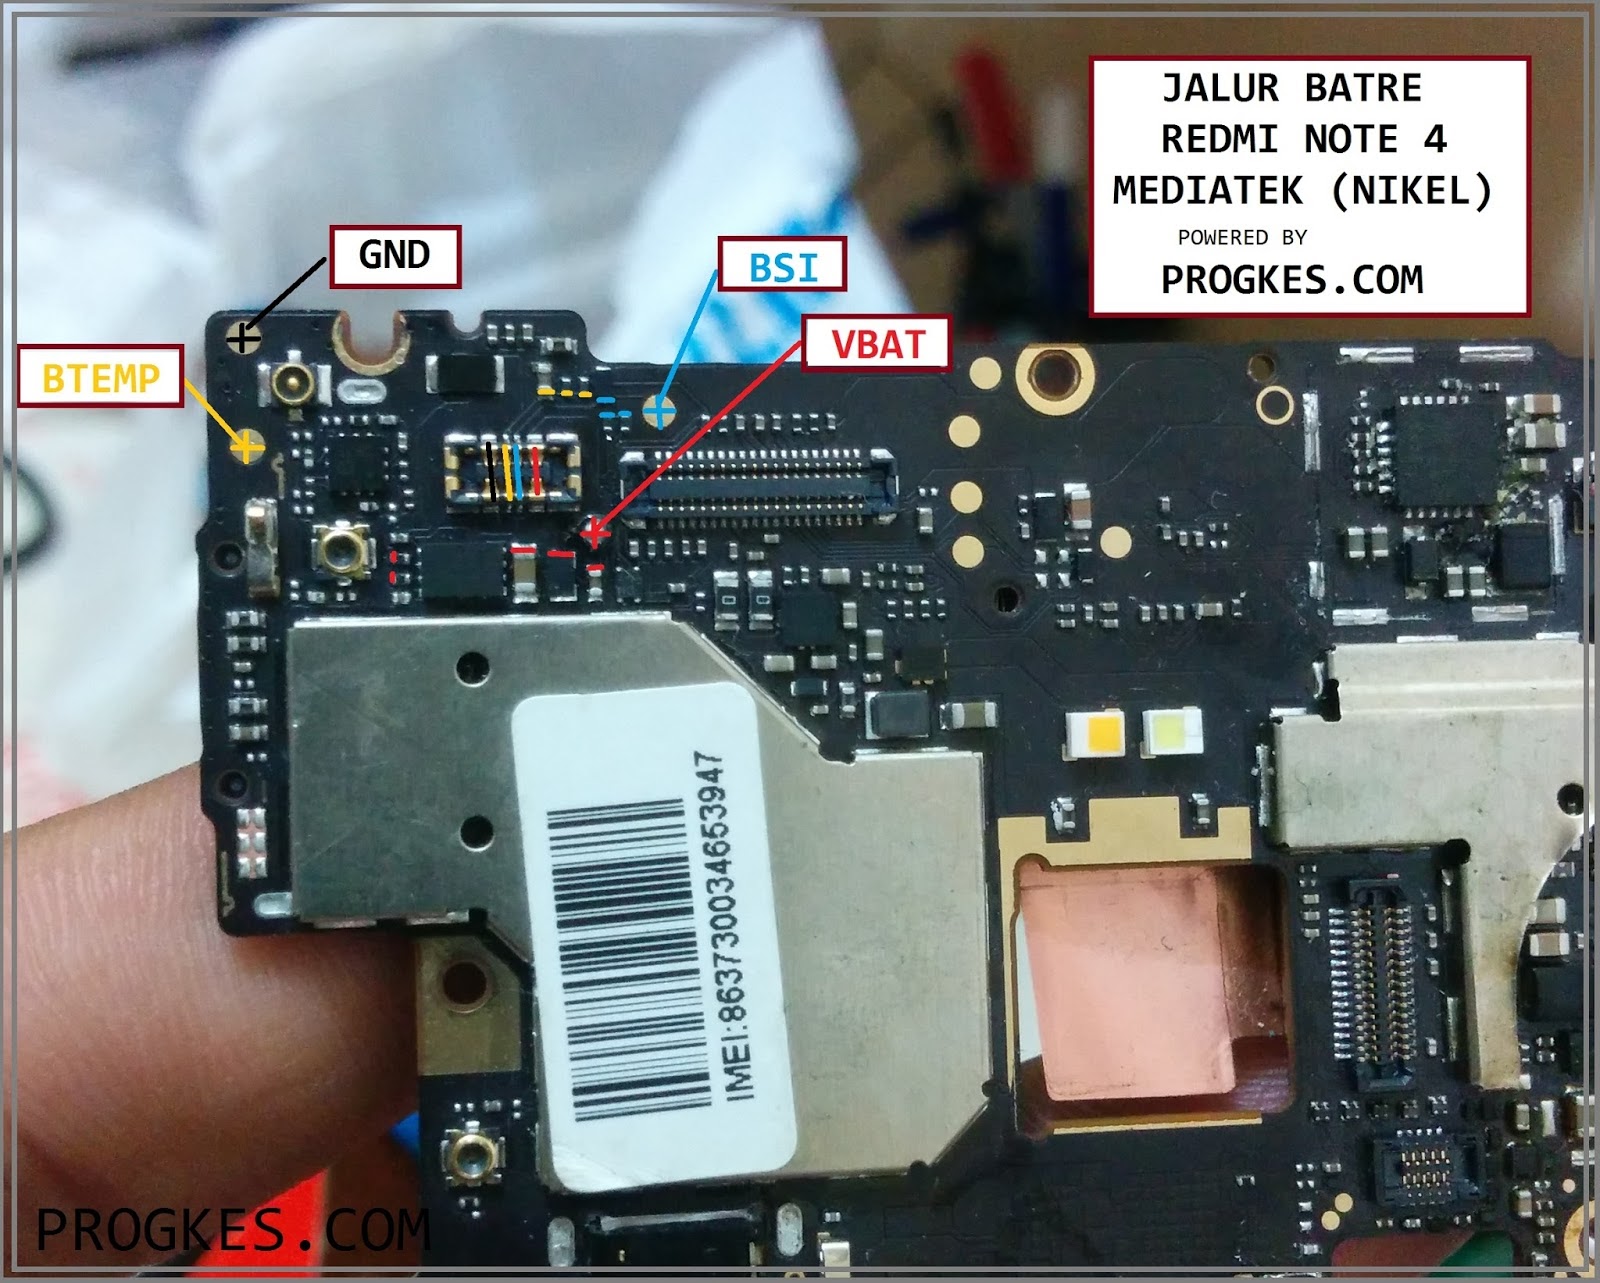 JALUR BATRE
REDMI NOTE 4
MEDIATEK (NIKEL)
POWERED BY
PROGKES.COM
GND
BSI
VBAT
BTEMP
IMEI:863730034653947
PROGKES.COM